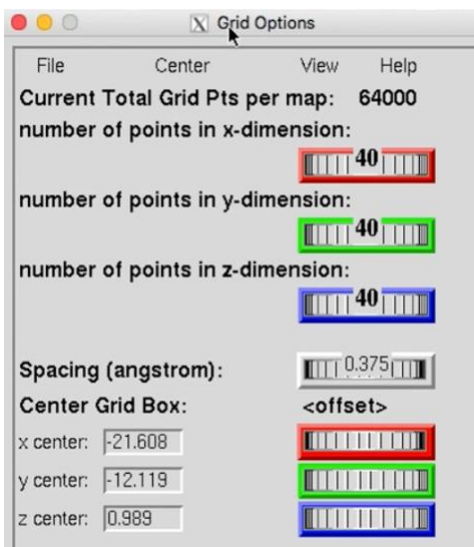 X Grid Options
File Center View Help
Current Total Grid Pts per map: 64000
number of points in x-dimension:
40
number of points in y-dimension:
40
number of points in z-dimension:
40
Spacing (angstrom): 0.375
Center Grid Box: <offset>
x center: -21.608
y center: -12.119
z center: 0.989